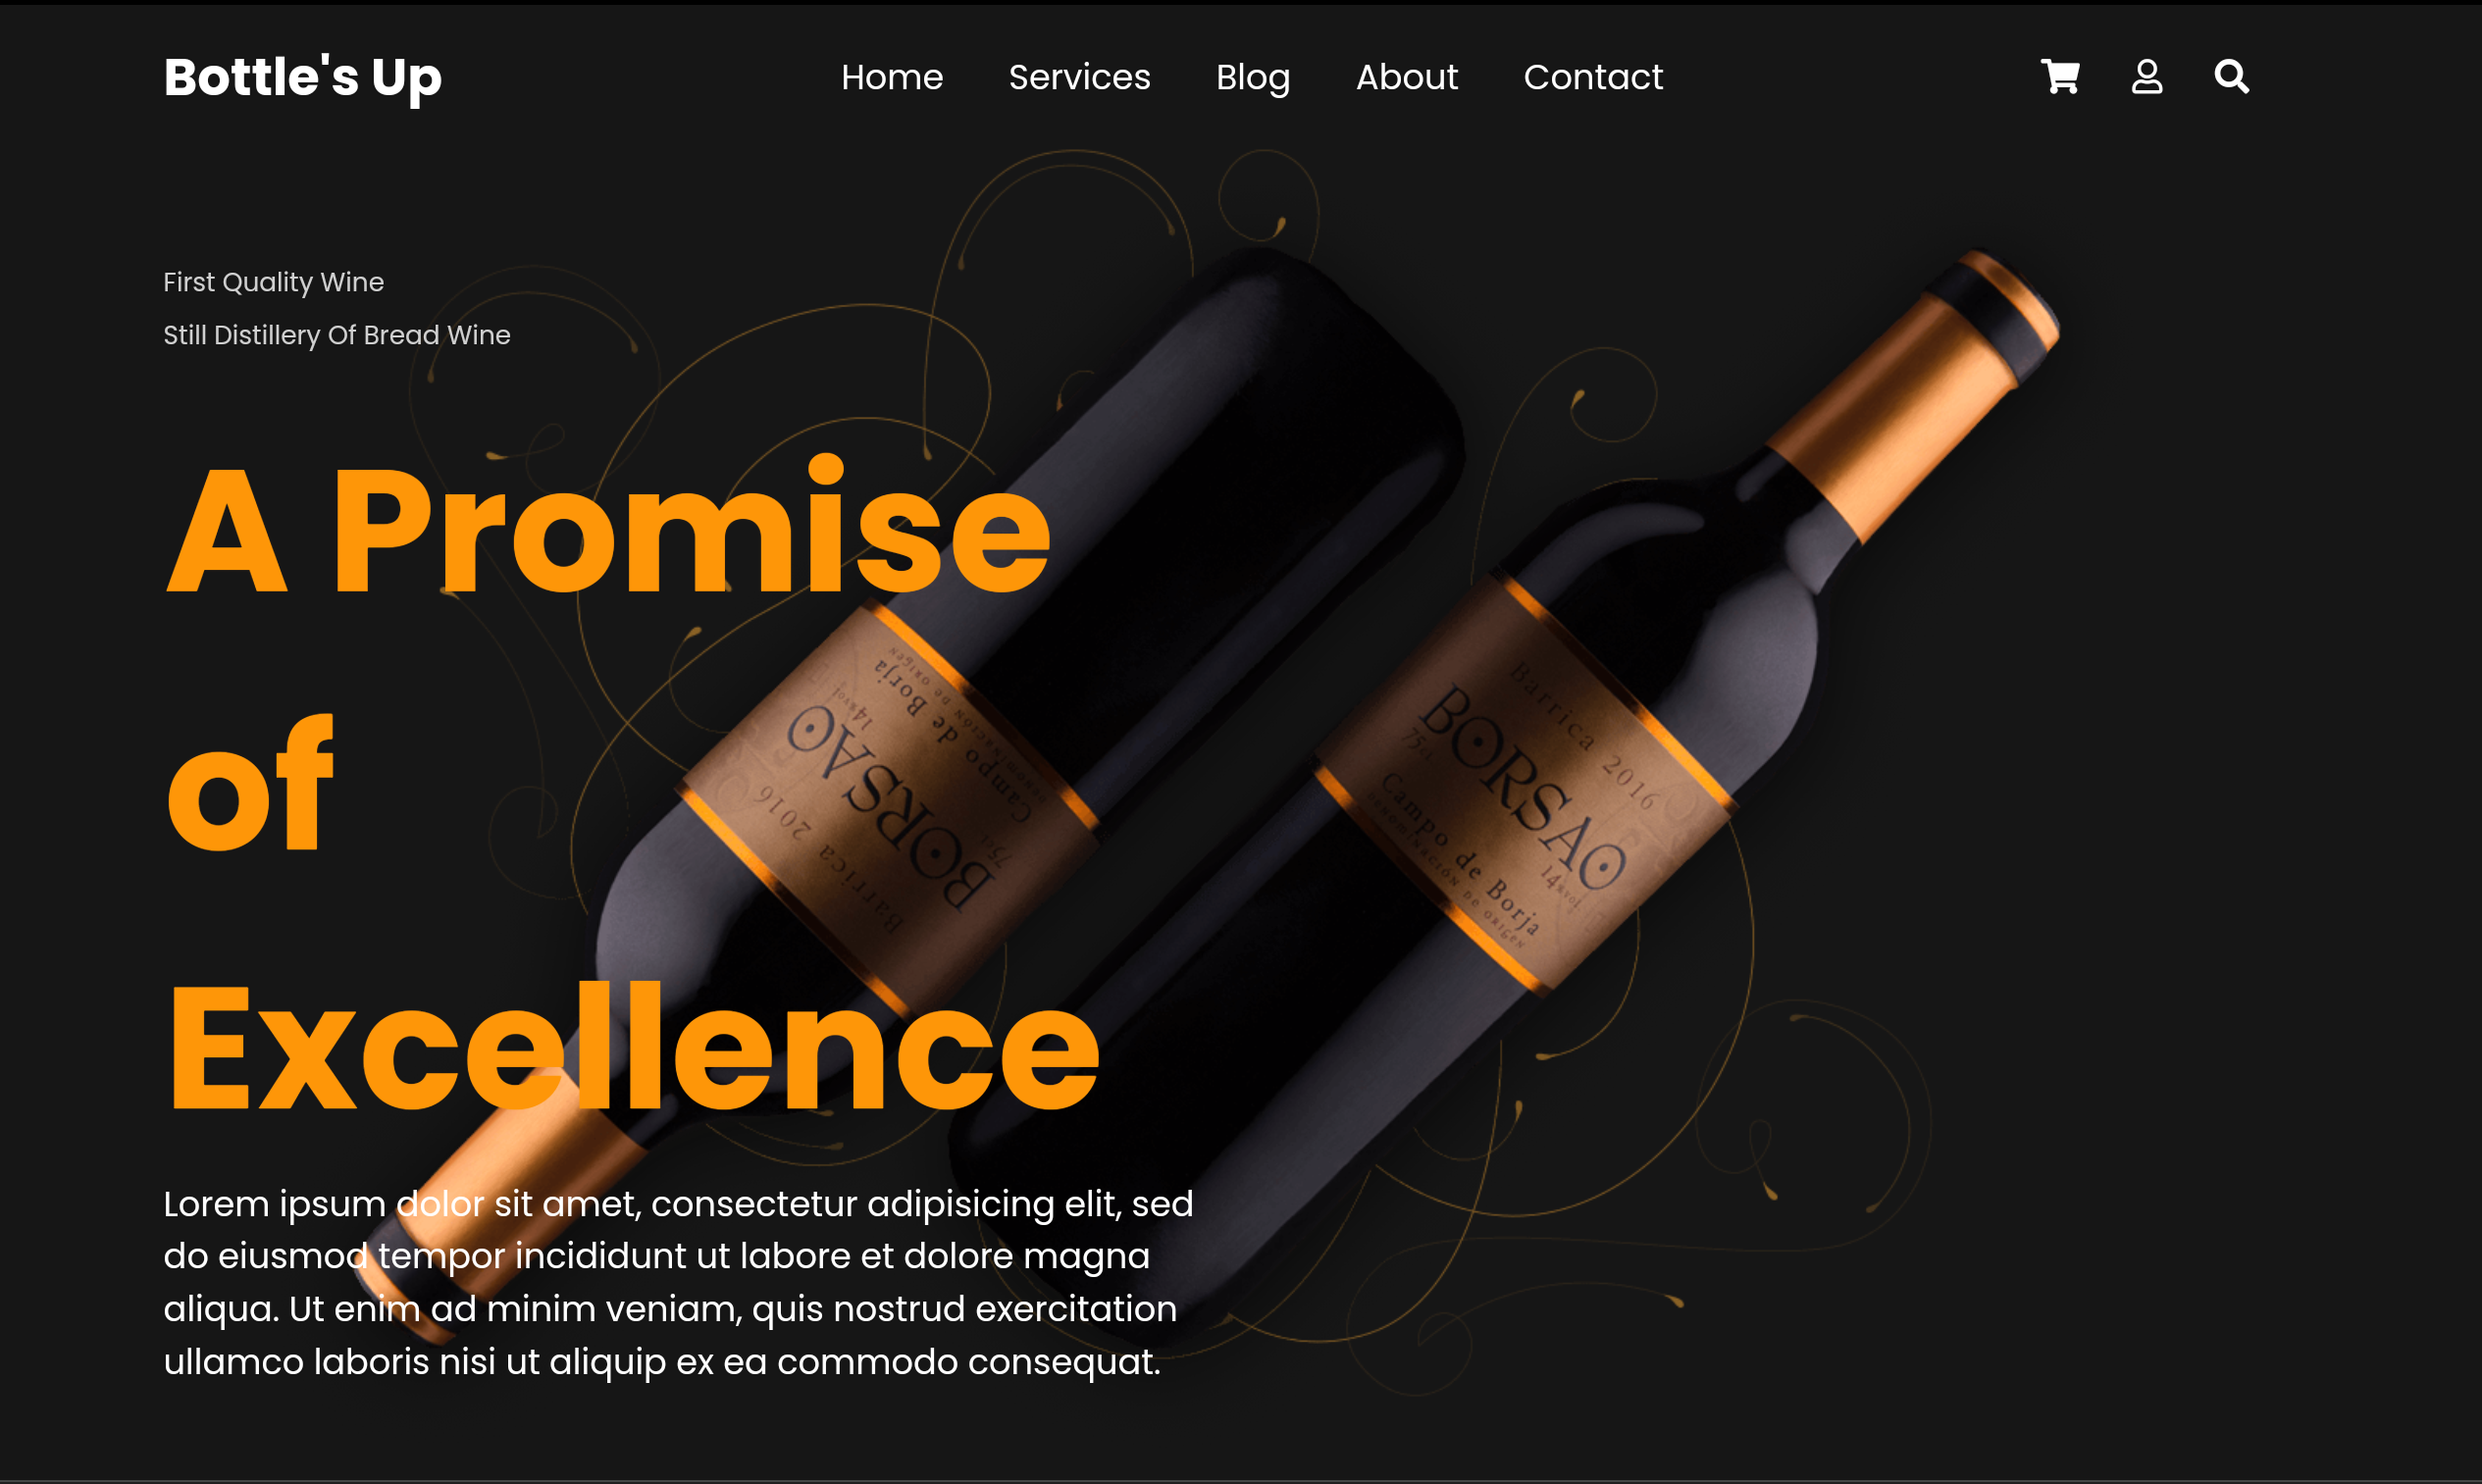 Bottle's Up
Home Services Blog About Contact
First Quality Wine
Still Distillery Of Bread Wine
A Promise
of
Excellence
Lorem ipsum dolor sit amet, consectetur adipisicing elit, sed
do eiusmod tempor incididunt ut labore et dolore magna
aliqua. Ut enim ad minim veniam, quis nostrud exercitation
ullamco laboris nisi ut aliquip ex ea commodo consequat.
Barrica 2016
BORSAO
75cl 14%vol.
Campo de Borja
DENOMINACIÓN DE ORIGEN
Barrica 2016
BORSAO
75cl 14%vol.
Campo de Borja
DENOMINACIÓN DE ORIGEN